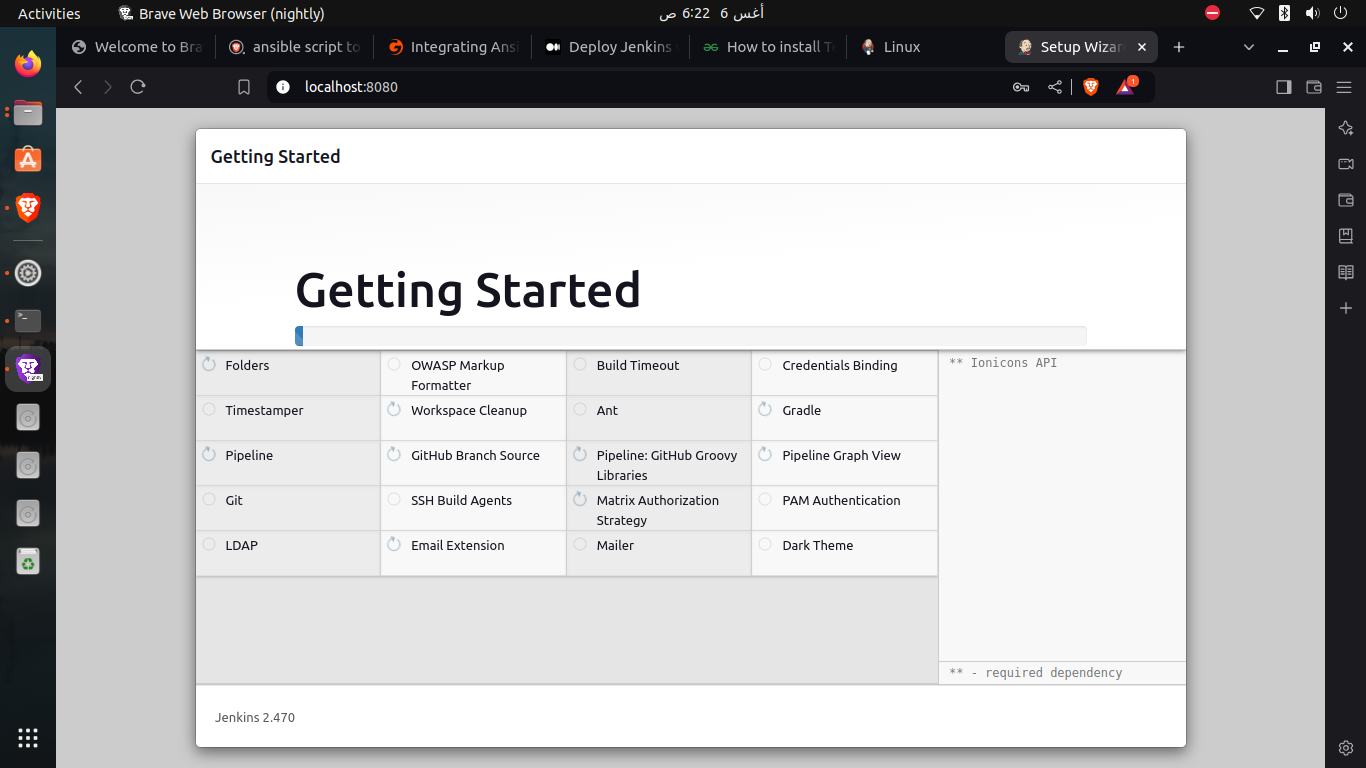 Activities
Brave Web Browser (nightly)
أغس 6  6:22 ص
Welcome to Bra
ansible script to
Integrating Ansi
Deploy Jenkins
How to install Te
Linux
Setup Wizar
localhost:8080
1
Getting Started
Getting Started
Folders
OWASP Markup
Formatter
Build Timeout
Credentials Binding
** Ionicons API
Timestamper
Workspace Cleanup
Ant
Gradle
Pipeline
GitHub Branch Source
Pipeline: GitHub Groovy
Libraries
Pipeline Graph View
Git
SSH Build Agents
Matrix Authorization
Strategy
PAM Authentication
LDAP
Email Extension
Mailer
Dark Theme
** - required dependency
Jenkins 2.470